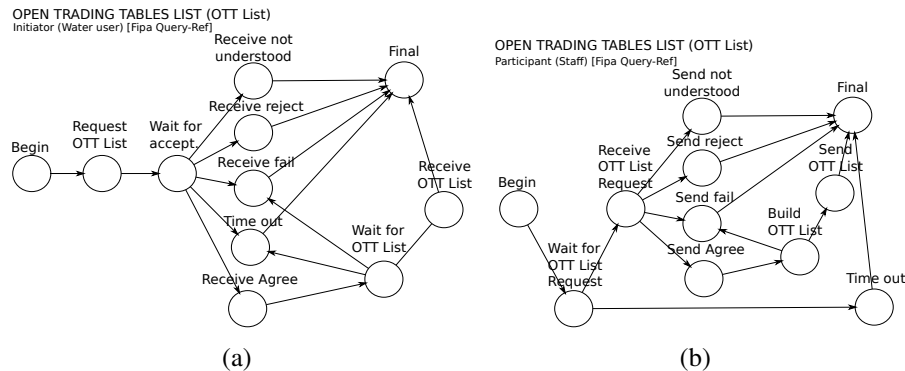 OPEN TRADING TABLES LIST (OTT List)
Initiator (Water user) [Fipa Query-Ref]
Receive not
understood
Final
Receive reject
Request
OTT List
Wait for
accept.
Begin
Receive fail
Receive
OTT List
Time out
Wait for
OTT List
Receive Agree
(a)
OPEN TRADING TABLES LIST (OTT List)
Participant (Staff) [Fipa Query-Ref]
Send not
understood
Final
Send reject
Receive
OTT List
Request
Send
OTT List
Begin
Send fail
Build
OTT List
Wait for
OTT List
Request
Send Agree
Time out
(b)